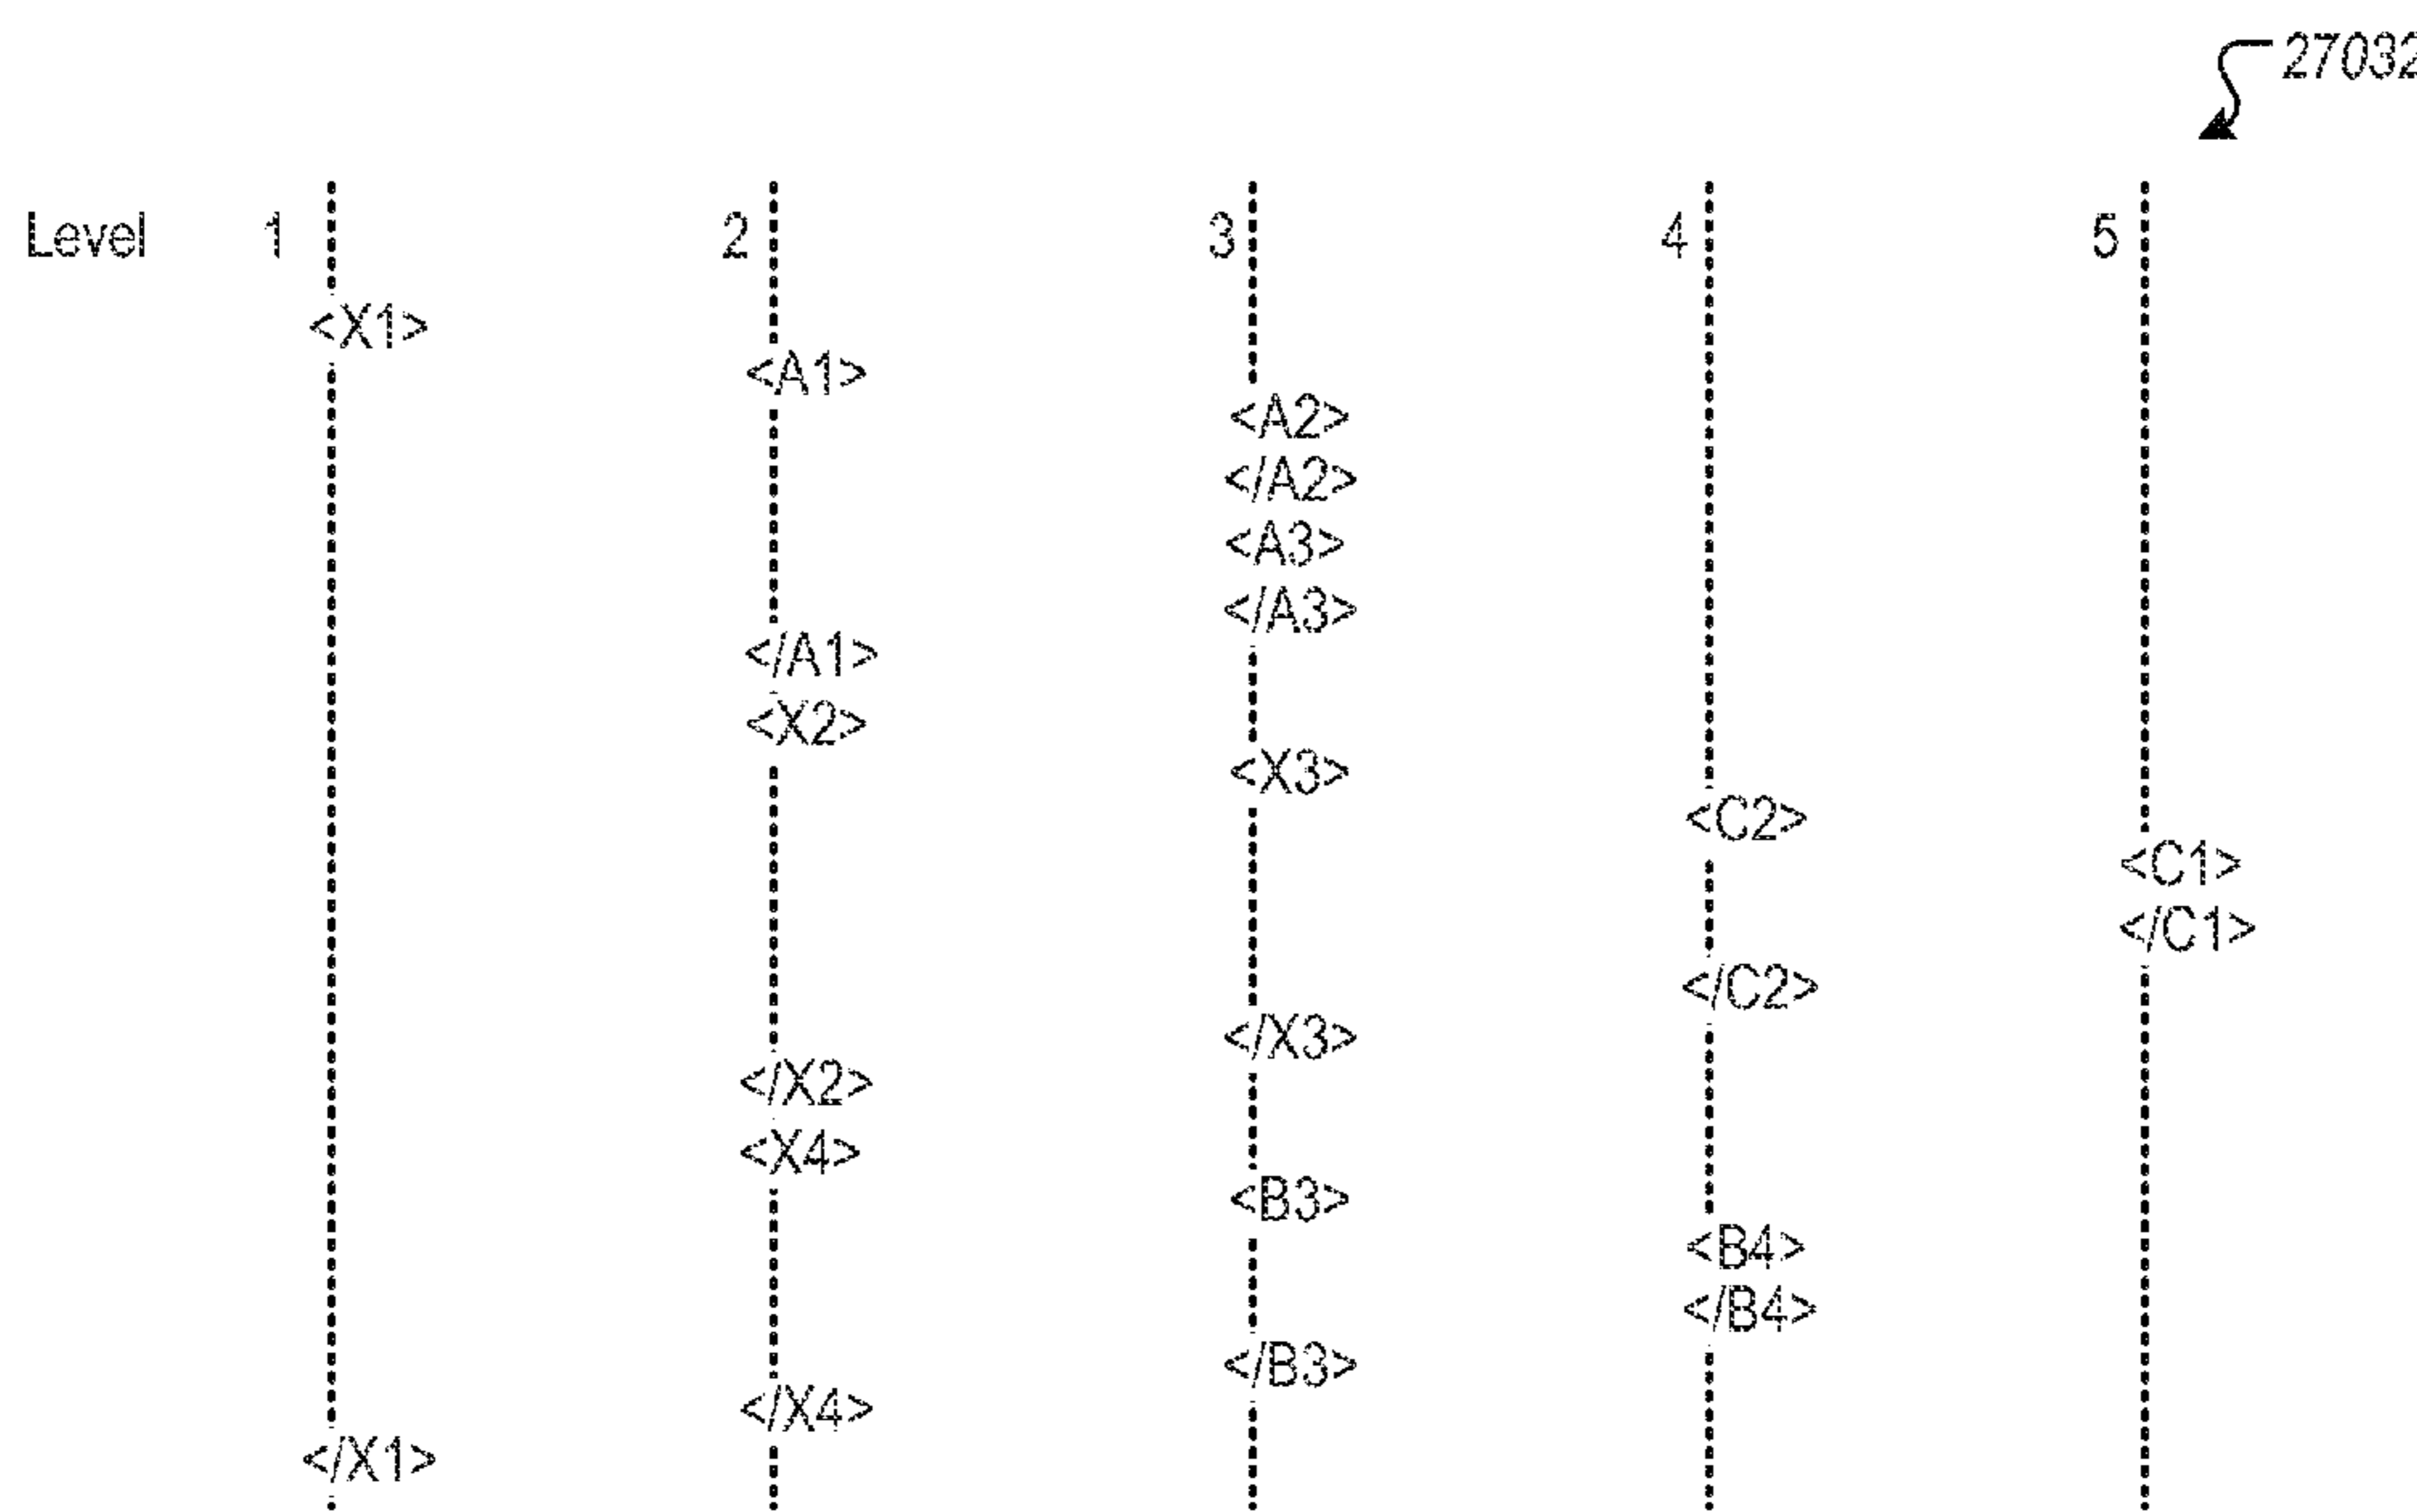 27032
Level 1 2 3 4 5
<X1>
<A1>
<A2>
</A2>
<A3>
</A3>
</A1>
<X2>
<X3>
<C2>
<C1>
</C1>
</C2>
</X3>
</X2>
<X4>
<B3>
<B4>
</B4>
</B3>
</X4>
</X1>